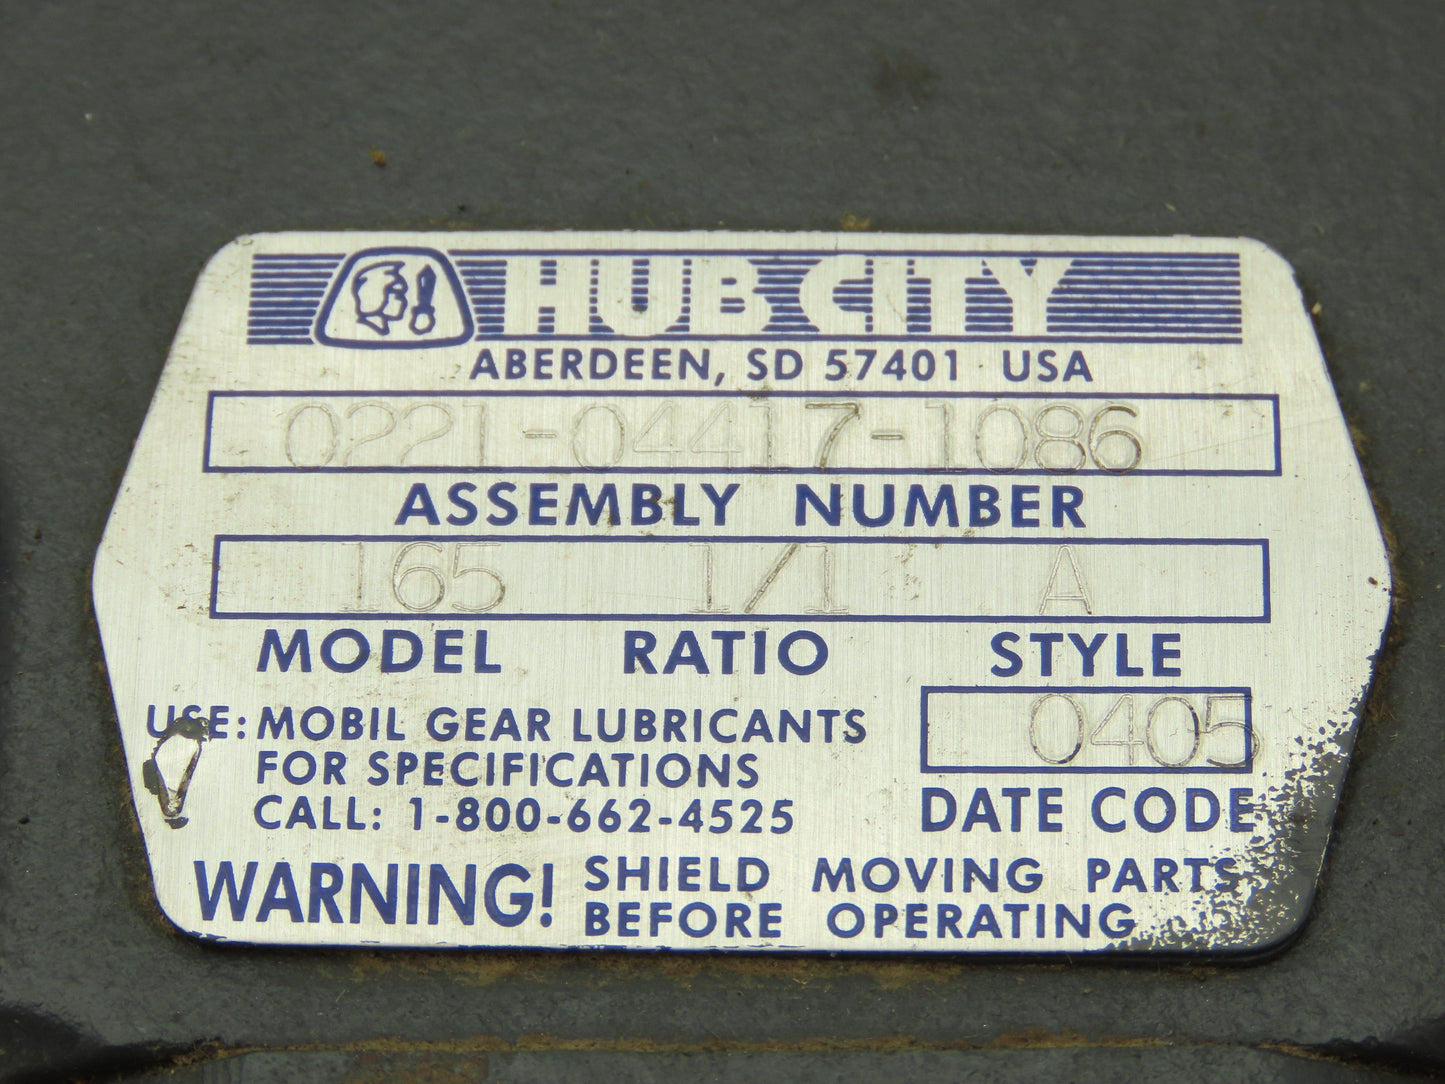 HUB CITY
ABERDEEN, SD 57401 USA
0221-04417-1086
ASSEMBLY NUMBER
165 1/1 A
MODEL RATIO STYLE
0405
DATE CODE
USE: MOBIL GEAR LUBRICANTS
FOR SPECIFICATIONS
CALL: 1-800-662-4525
WARNING! SHIELD MOVING PARTS
BEFORE OPERATING